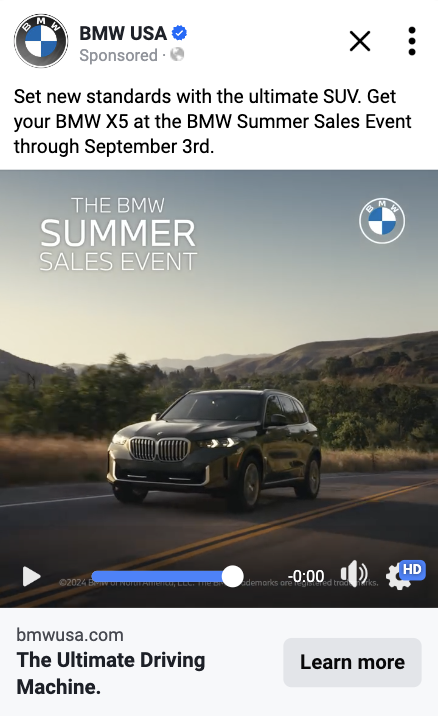 BMW
BMW USA
Sponsored ·
Set new standards with the ultimate SUV. Get
your BMW X5 at the BMW Summer Sales Event
through September 3rd.
THE BMW
SUMMER
SALES EVENT
BMW
-0:00
HD
©2024 BMW of North America, LLC. The BMW trademarks are registered trademarks.
bmwusa.com
The Ultimate Driving
Machine.
Learn more